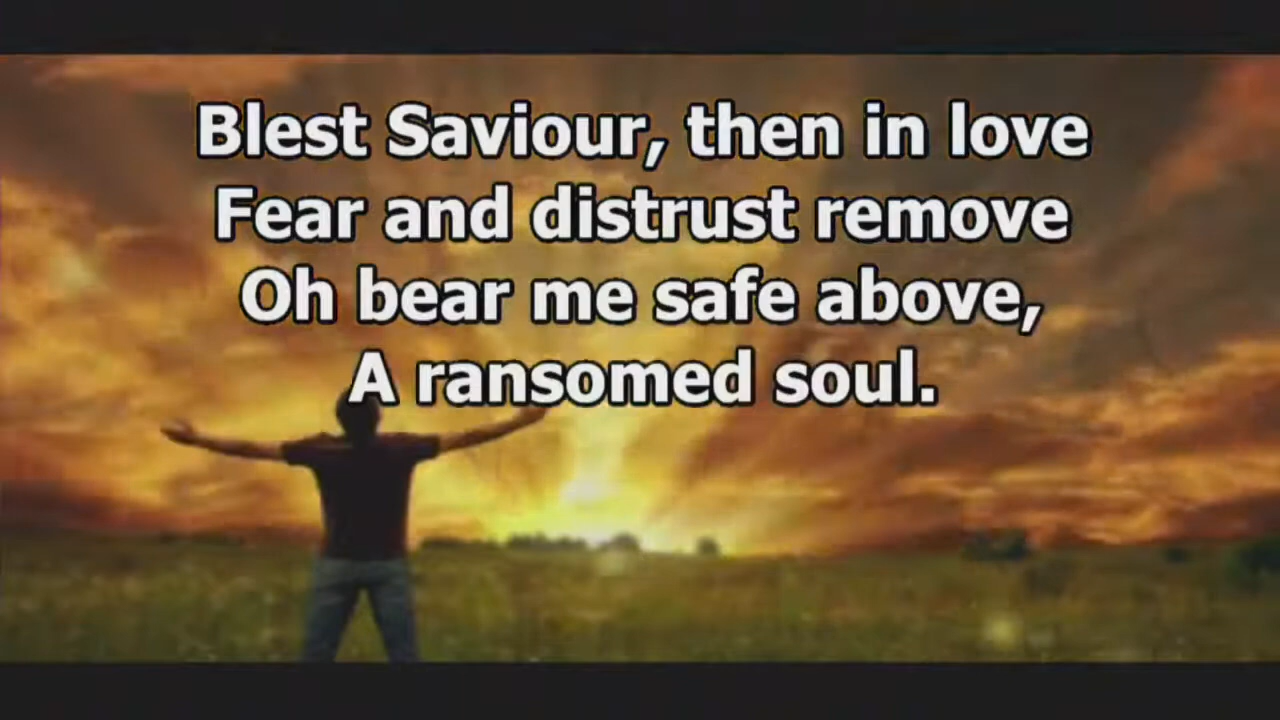 Blest Saviour, then in love
Fear and distrust remove
Oh bear me safe above,
A ransomed soul.